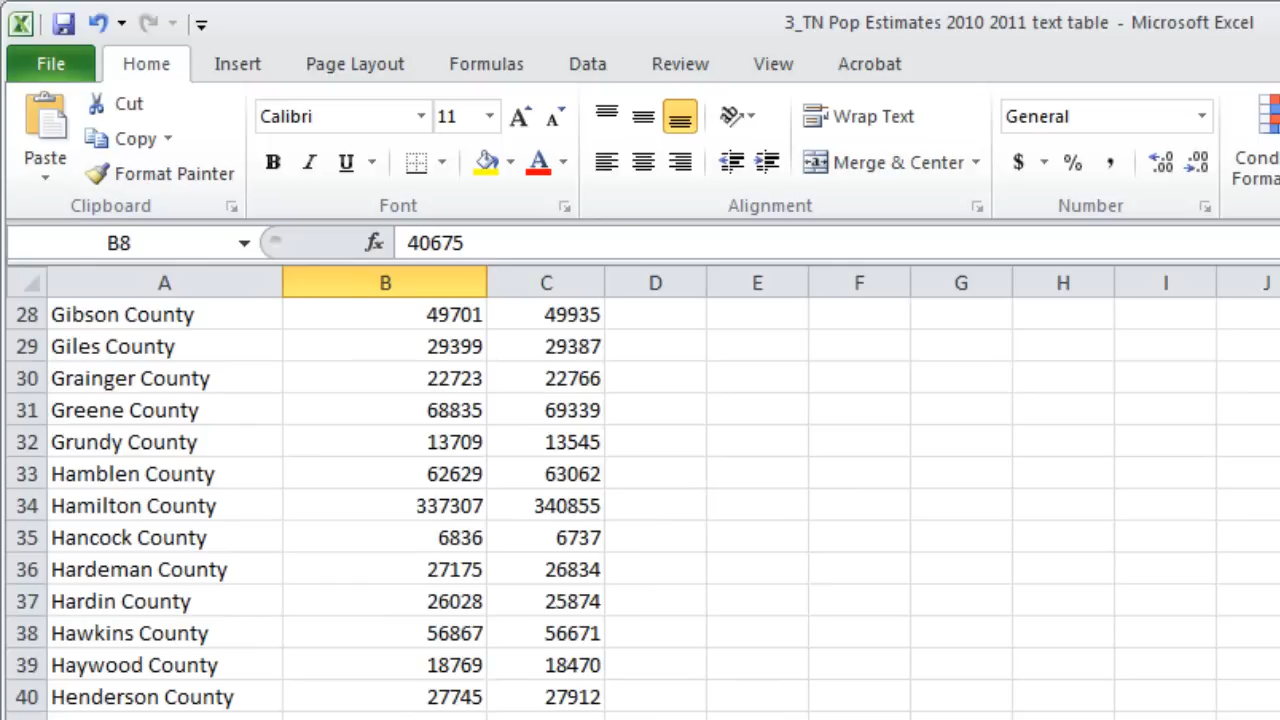 3_TN Pop Estimates 2010 2011 text table - Microsoft Excel
File Home Insert Page Layout Formulas Data Review View Acrobat
Cut
Copy
Format Painter
Paste
Clipboard
Calibri 11 A A
B I U A
Font
Wrap Text
Merge & Center
Alignment
General
$ % , .0 .00 .00 .0
Number
Cond
Forma
B8 fx 40675
A B C D E F G H I J
28 Gibson County 49701 49935
29 Giles County 29399 29387
30 Grainger County 22723 22766
31 Greene County 68835 69339
32 Grundy County 13709 13545
33 Hamblen County 62629 63062
34 Hamilton County 337307 340855
35 Hancock County 6836 6737
36 Hardeman County 27175 26834
37 Hardin County 26028 25874
38 Hawkins County 56867 56671
39 Haywood County 18769 18470
40 Henderson County 27745 27912